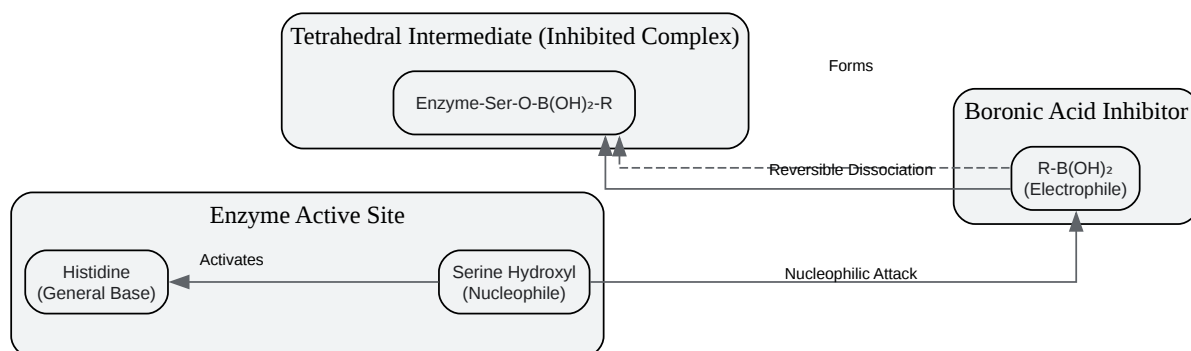 Tetrahedral Intermediate (Inhibited Complex)
Enzyme-Ser-O-B(OH)₂-R
Forms
Boronic Acid Inhibitor
R-B(OH)₂
(Electrophile)
Reversible Dissociation
Enzyme Active Site
Histidine
(General Base)
Activates
Serine Hydroxyl
(Nucleophile)
Nucleophilic Attack